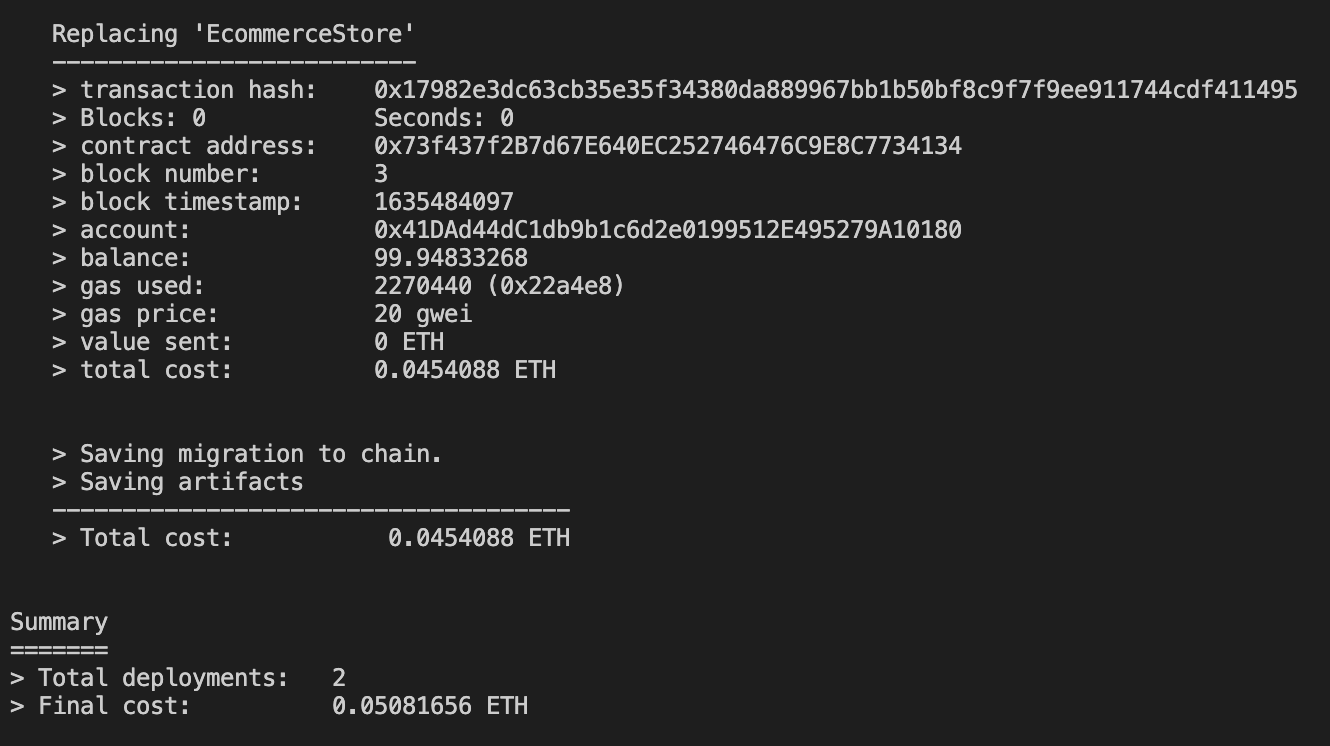 Replacing 'EcommerceStore'
--------------------------
> transaction hash:    0x17982e3dc63cb35e35f34380da889967bb1b50bf8c9f7f9ee911744cdf411495
> Blocks: 0            Seconds: 0
> contract address:    0x73f437f2B7d67E640EC252746476C9E8C7734134
> block number:        3
> block timestamp:     1635484097
> account:             0x41DAd44dC1db9b1c6d2e0199512E495279A10180
> balance:             99.94833268
> gas used:            2270440 (0x22a4e8)
> gas price:           20 gwei
> value sent:          0 ETH
> total cost:          0.0454088 ETH
> Saving migration to chain.
> Saving artifacts
-------------------------------------
> Total cost:           0.0454088 ETH
Summary
=======
> Total deployments:   2
> Final cost:          0.05081656 ETH